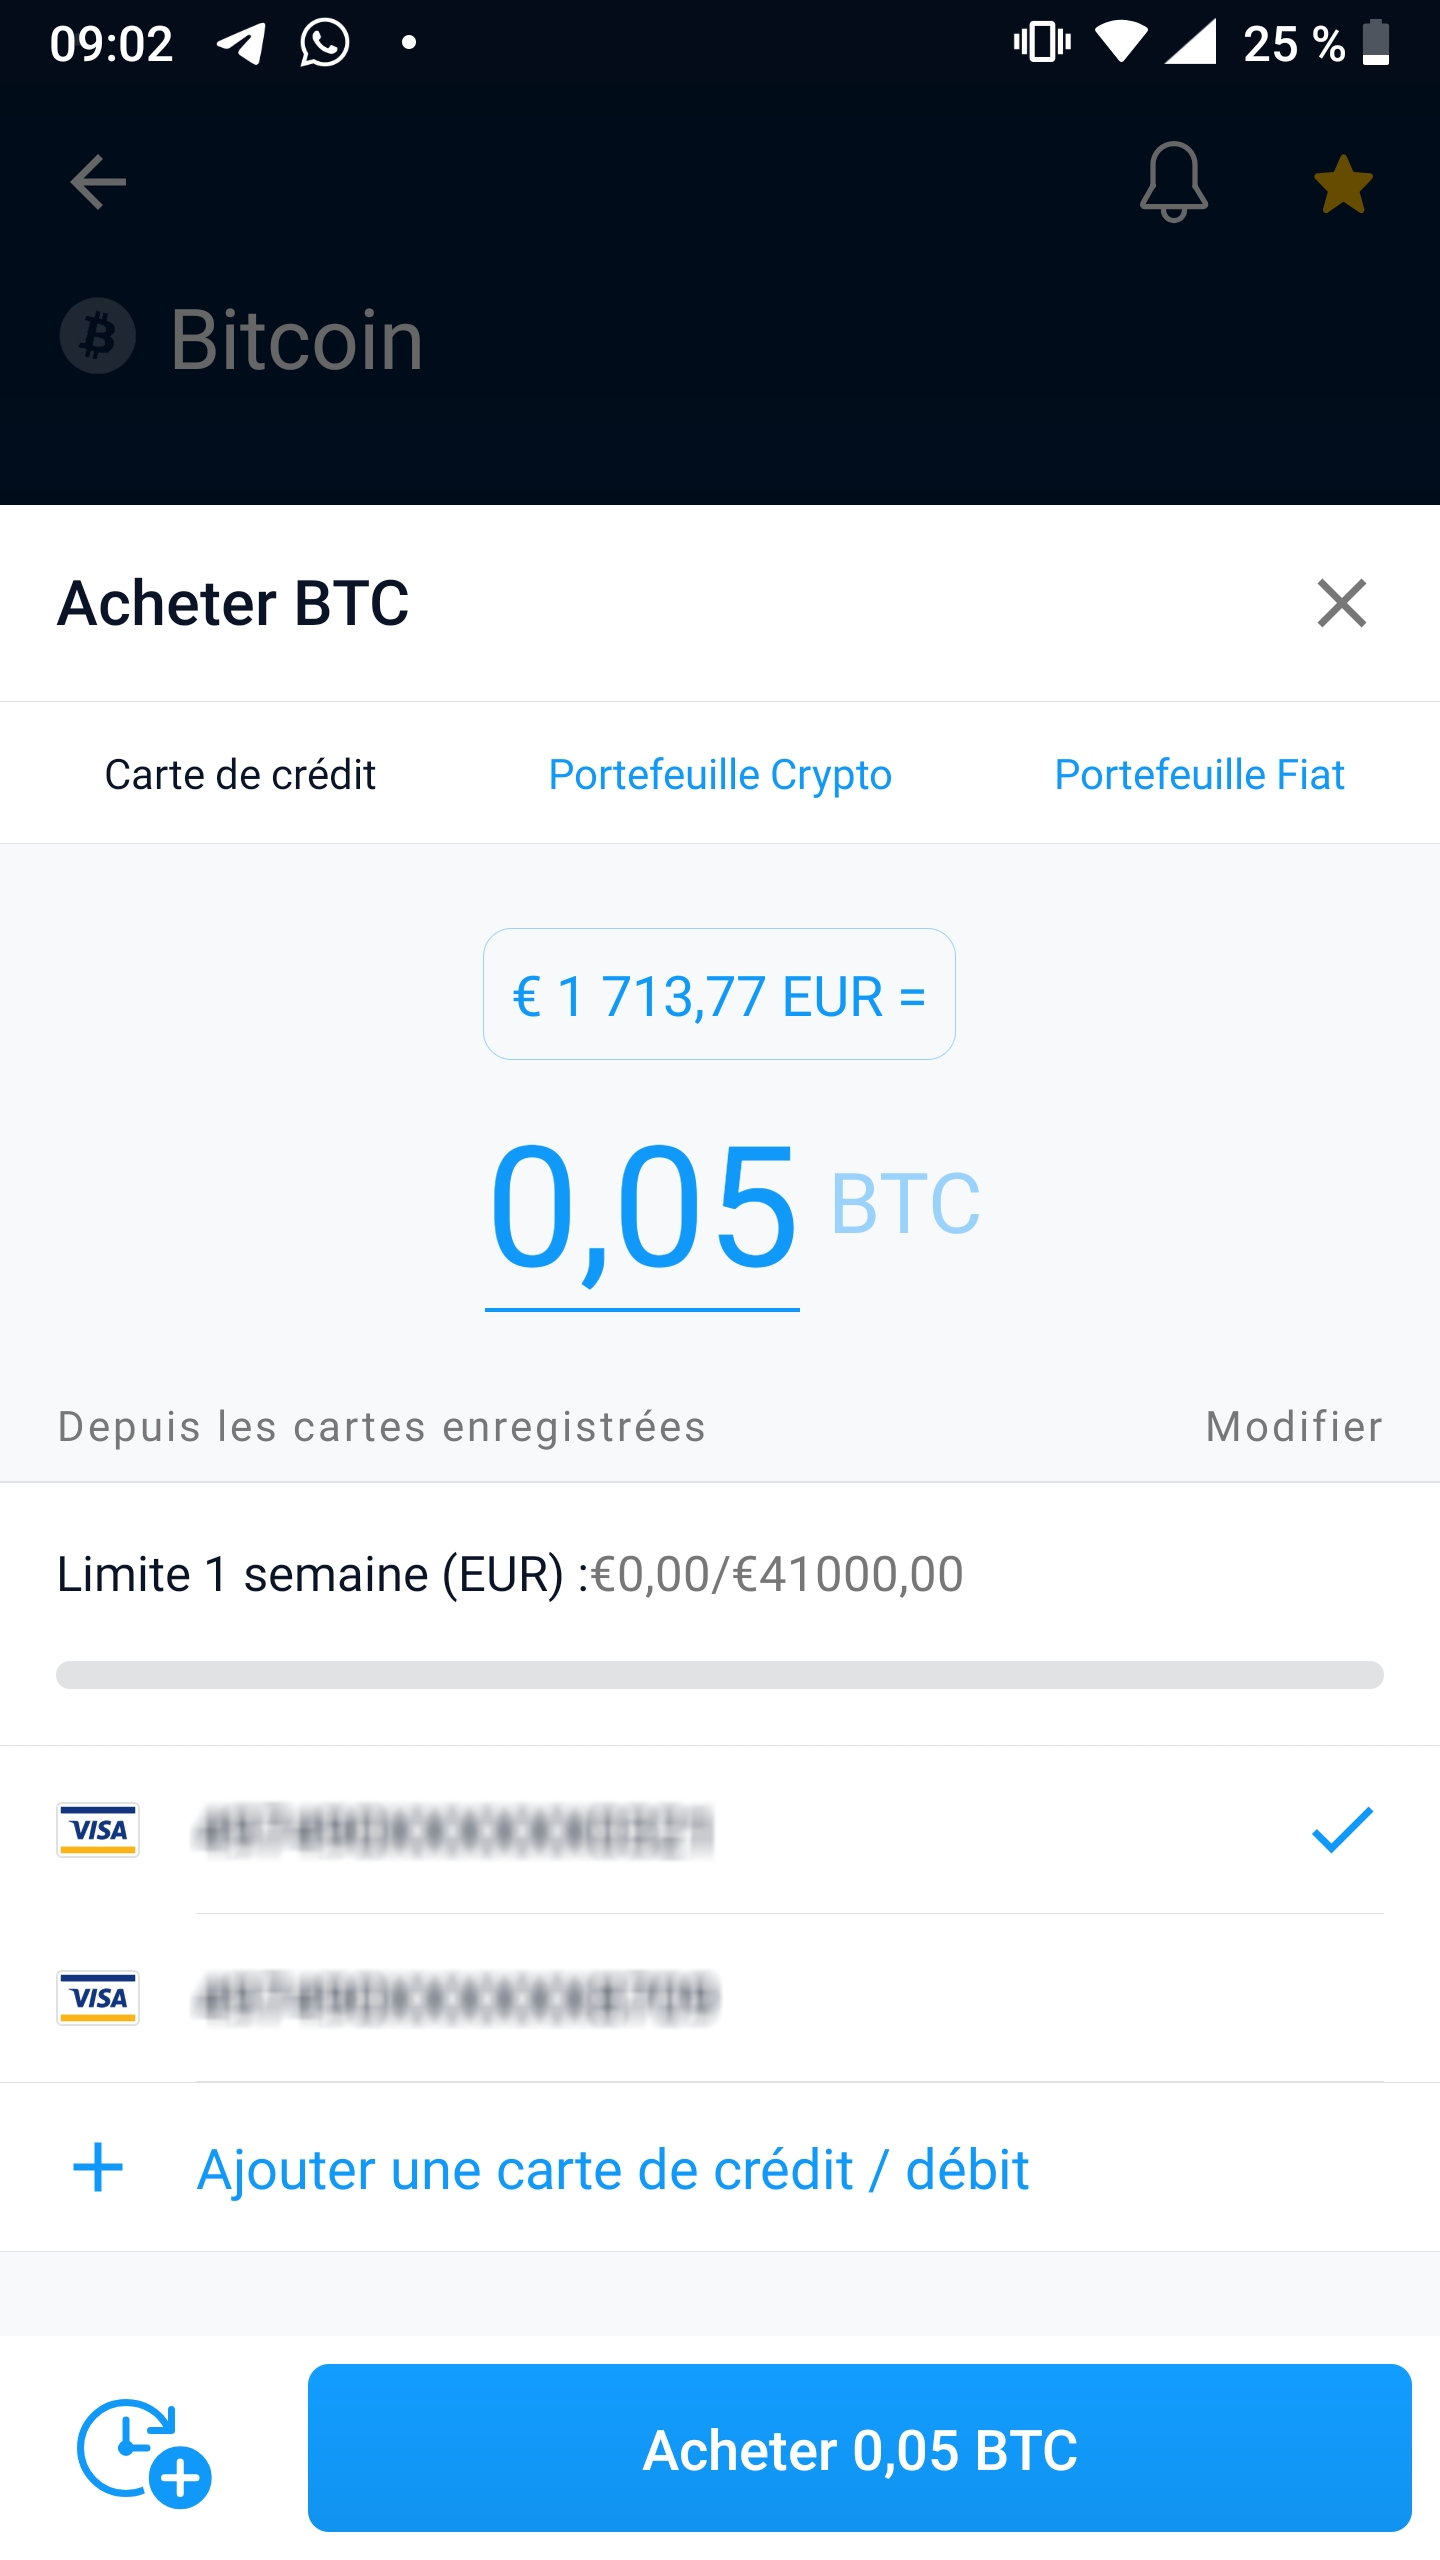 09:02
25 %
Bitcoin
Acheter BTC
Carte de crédit
Portefeuille Crypto
Portefeuille Fiat
€ 1 713,77 EUR =
0,05 BTC
Depuis les cartes enregistrées
Modifier
Limite 1 semaine (EUR) :€0,00/€41000,00
VISA
VISA
Ajouter une carte de crédit / débit
Acheter 0,05 BTC